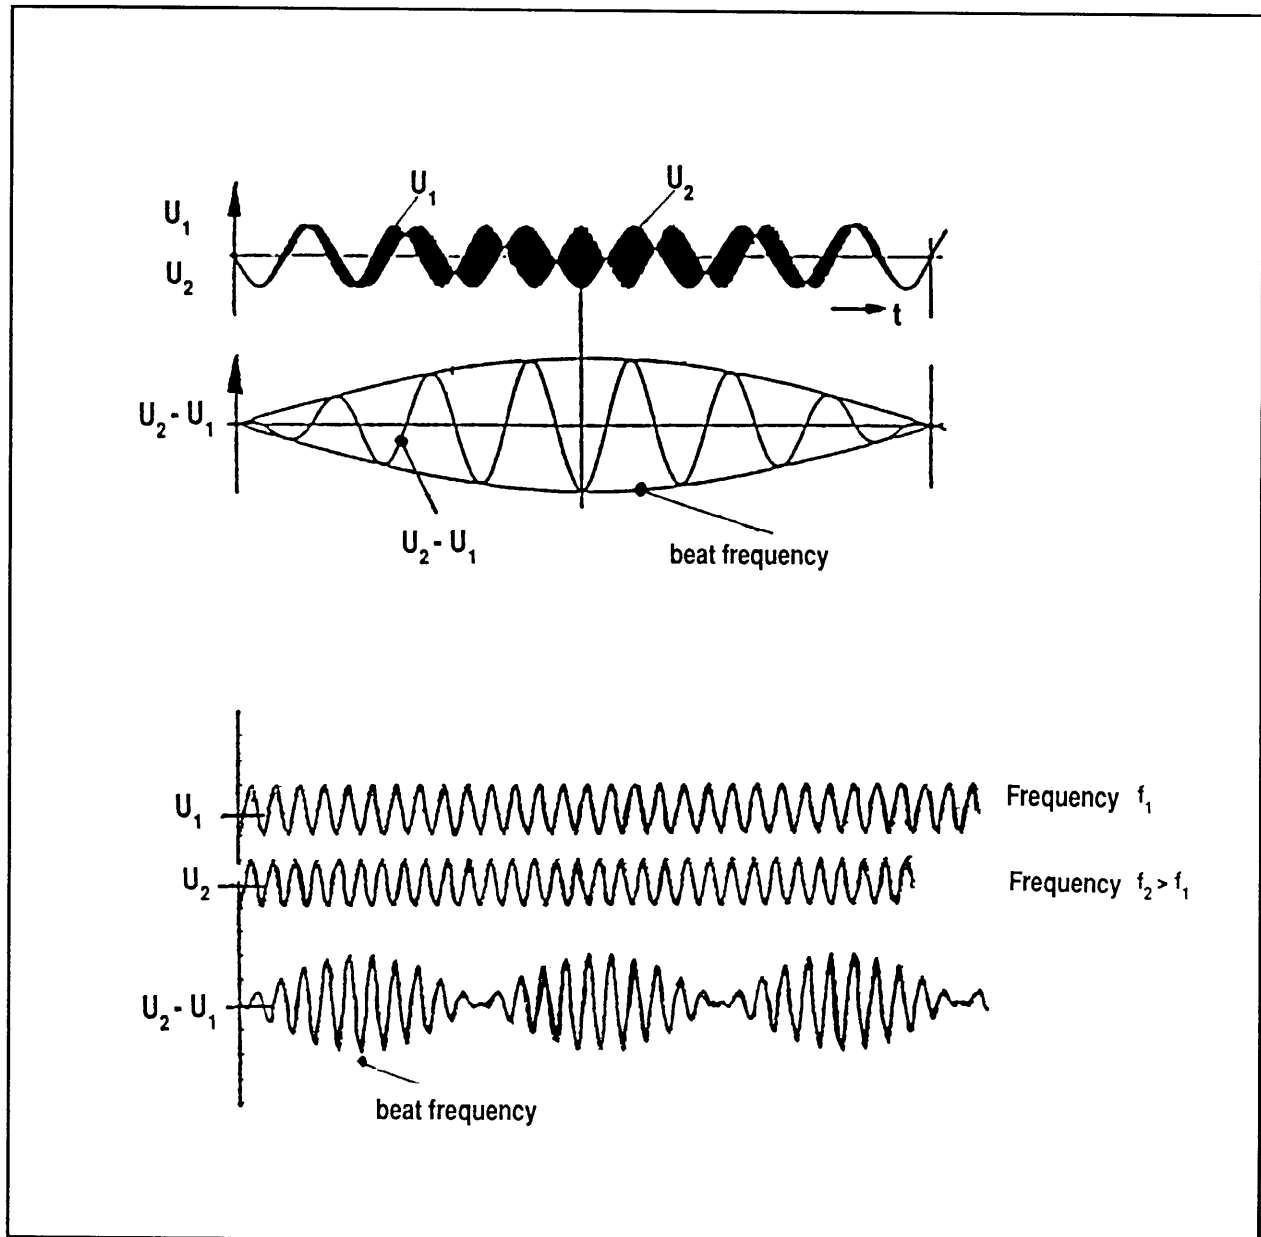 U₁ U₂
U₁
U₂
t
U₂ - U₁
U₂ - U₁
beat frequency
U₁ Frequency f₁
U₂ Frequency f₂ > f₁
U₂ - U₁
beat frequency